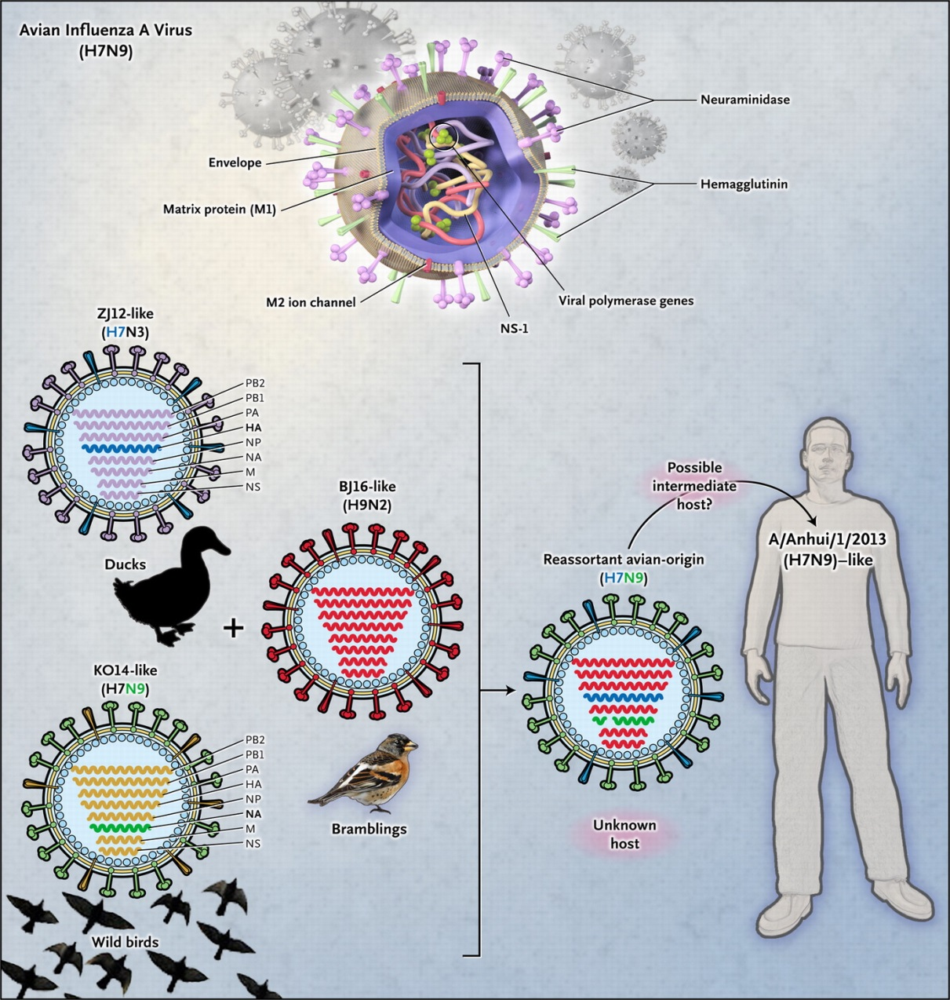 Avian Influenza A Virus
(H7N9)
Neuraminidase
Envelope
Hemagglutinin
Matrix protein (M1)
M2 ion channel
Viral polymerase genes
NS-1
ZJ12-like
(H7N3)
PB2
PB1
PA
HA
NP
NA
M
NS
Ducks
BJ16-like
(H9N2)
+
Bramblings
KO14-like
(H7N9)
PB2
PB1
PA
HA
NP
NA
M
NS
Wild birds
Possible
intermediate
host?
Reassortant avian-origin
(H7N9)
Unknown
host
A/Anhui/1/2013
(H7N9)–like